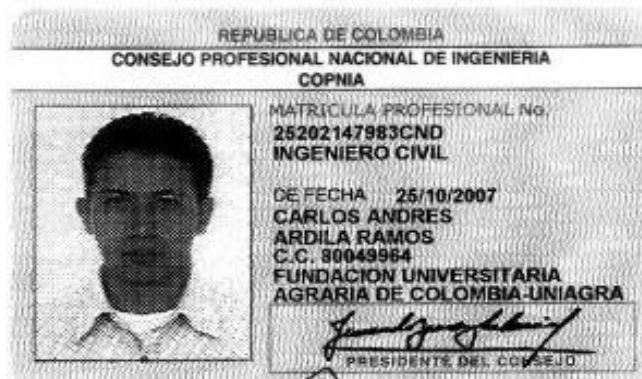 REPUBLICA DE COLOMBIA
CONSEJO PROFESIONAL NACIONAL DE INGENIERIA
COPNIA
MATRICULA PROFESIONAL No.
25202147983CND
INGENIERO CIVIL
DE FECHA 25/10/2007
CARLOS ANDRES
ARDILA RAMOS
C.C. 80049964
FUNDACION UNIVERSITARIA
AGRARIA DE COLOMBIA-UNIAGRA
PRESIDENTE DEL CONSEJO